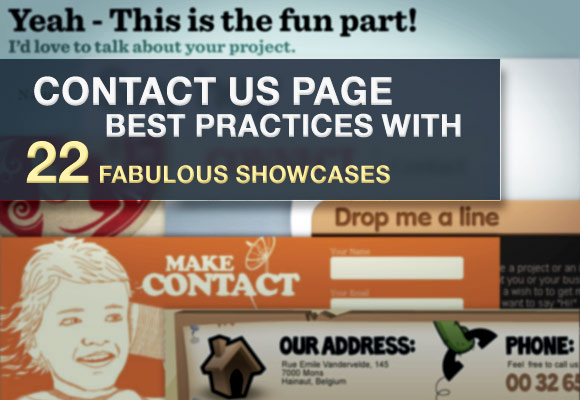 Yeah - This is the fun part!
I'd love to talk about your project.
CONTACT US PAGE
BEST PRACTICES WITH
22 FABULOUS SHOWCASES
Drop me a line
MAKE
CONTACT
Your Name
Your Email
e a project or an
t you or your bus
a wish to get
want to say "Hi"
OUR ADDRESS:
Rue Emile Vandervelde, 145
7000 Mons
Hainaut, Belgium
PHONE:
Feel free to call us
00 32 65